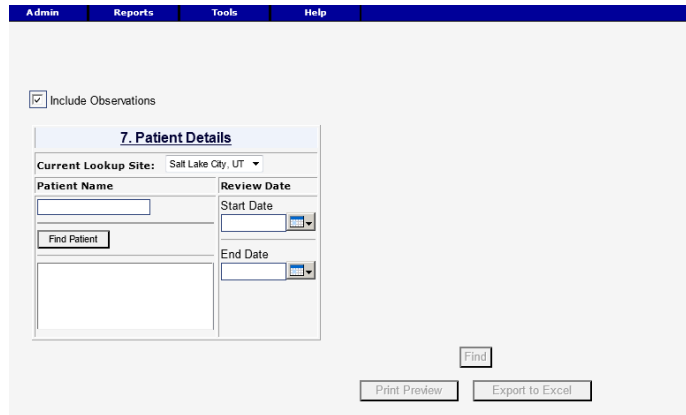 Admin Reports Tools Help
Include Observations
7. Patient Details
Current Lookup Site: Salt Lake City, UT
Patient Name Review Date
Start Date
Find Patient
End Date
Find
Print Preview Export to Excel